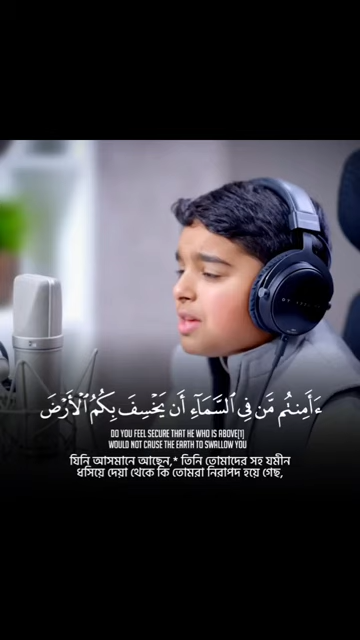 ءَأَمِنتُم مَّن فِي ٱلسَّمَآءِ أَن يَخْسِفَ بِكُمُ ٱلْأَرْضَ
DO YOU FEEL SECURE THAT HE WHO IS ABOVE[1]
WOULD NOT CAUSE THE EARTH TO SWALLOW YOU
যিনি আসমানে আছেন,* তিনি তোমাদের সহ যমীন
ধসিয়ে দেয়া থেকে কি তোমরা নিরাপদ হয়ে গেছ,